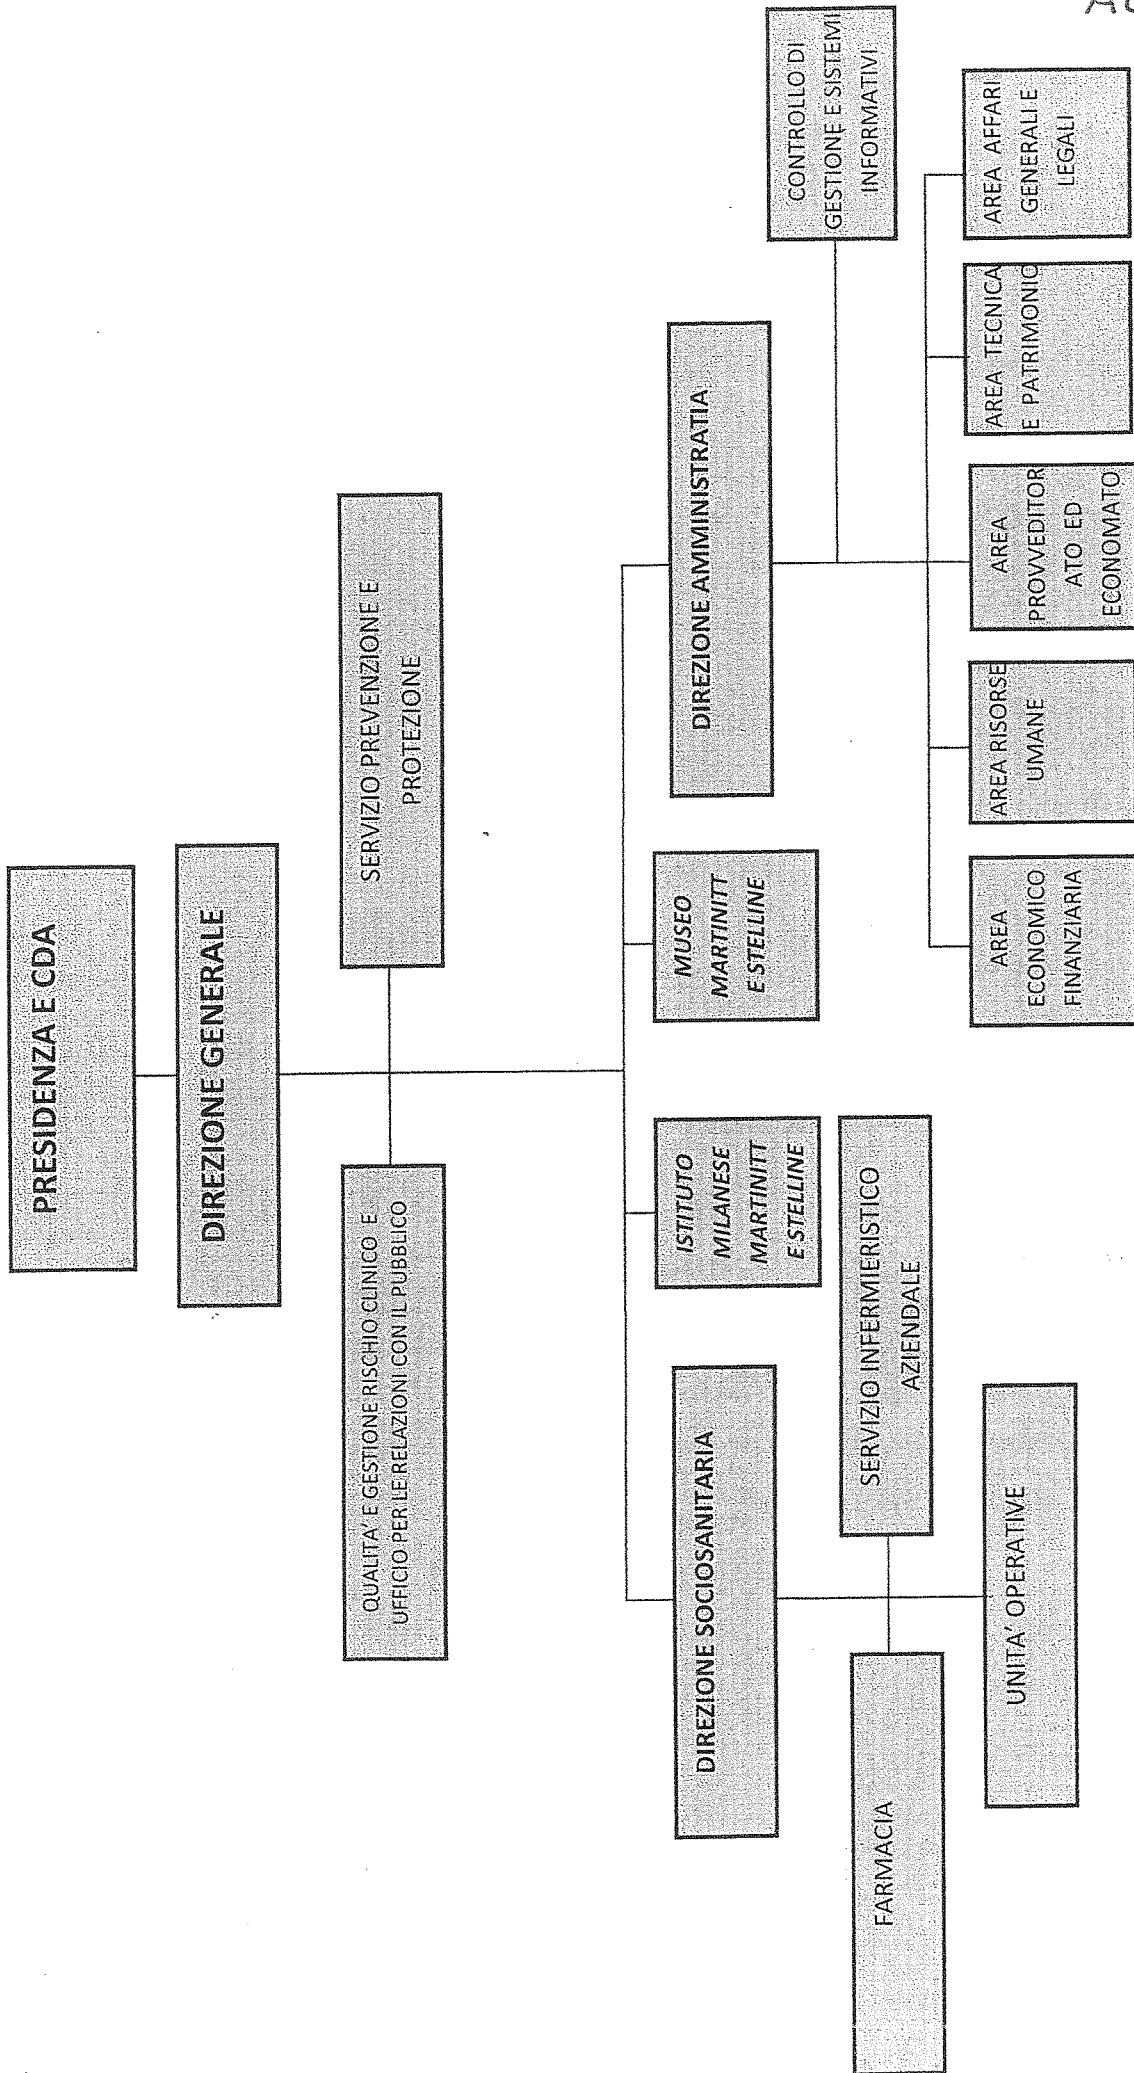 PRESIDENZA E CDA
DIREZIONE GENERALE
QUALITA' E GESTIONE RISCHIO CLINICO E
UFFICIO PER LE RELAZIONI CON IL PUBBLICO
SERVIZIO PREVENZIONE E
PROTEZIONE
DIREZIONE SOCIOSANITARIA
ISTITUTO
MILANESE
MARTINITT
E STELLINE
MUSEO
MARTINITT
E STELLINE
DIREZIONE AMMINISTRATIA
FARMACIA
SERVIZIO INFERMIERISTICO
AZIENDALE
CONTROLLO DI
GESTIONE E SISTEMI
INFORMATIVI
UNITA' OPERATIVE
AREA
ECONOMICO
FINANZIARIA
AREA RISORSE
UMANE
AREA
PROVVEDITOR
ATO ED
ECONOMATO
AREA TECNICA
E PATRIMONIO
AREA AFFARI
GENERALI E
LEGALI